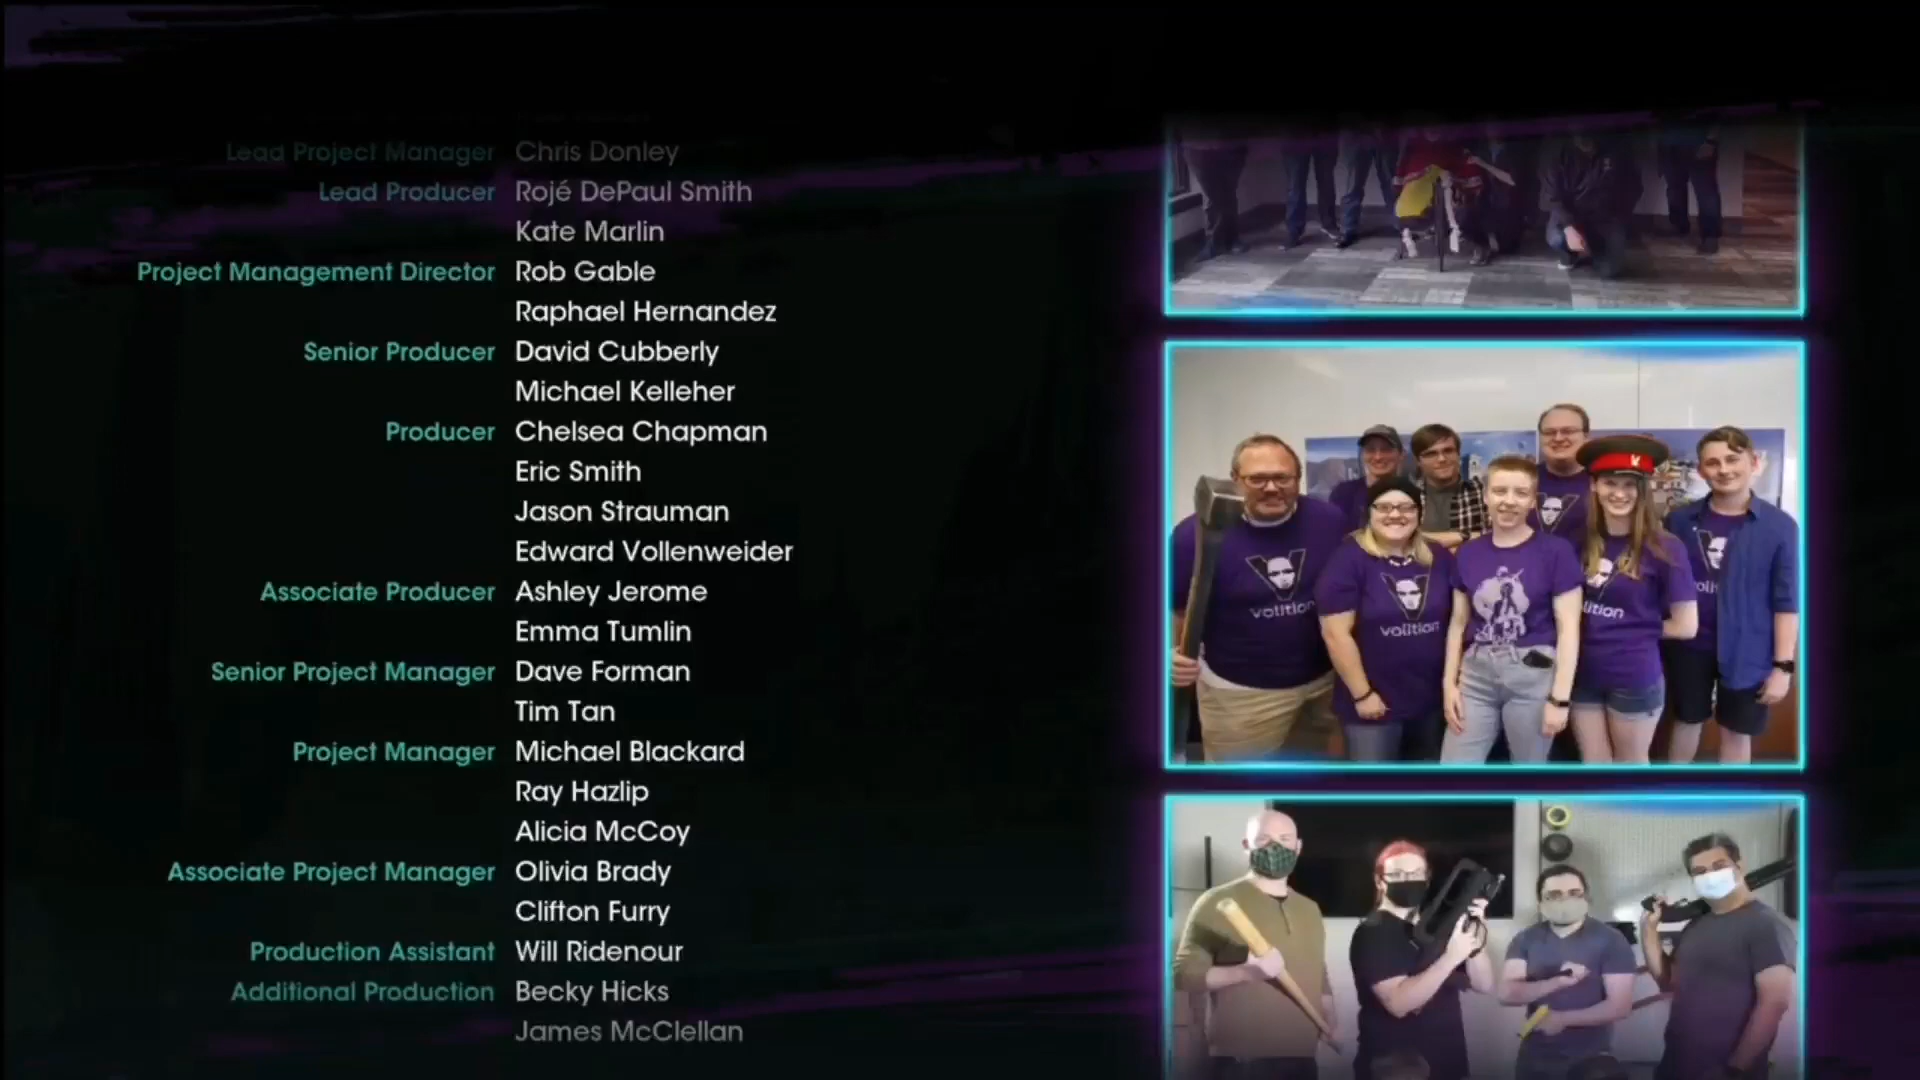 Lead Project Manager Chris Donley
Lead Producer Rojé DePaul Smith
Kate Marlin
Project Management Director Rob Gable
Raphael Hernandez
Senior Producer David Cubberly
Michael Kelleher
Producer Chelsea Chapman
Eric Smith
Jason Strauman
Edward Vollenweider
Associate Producer Ashley Jerome
Emma Tumlin
Senior Project Manager Dave Forman
Tim Tan
Project Manager Michael Blackard
Ray Hazlip
Alicia McCoy
Associate Project Manager Olivia Brady
Clifton Furry
Production Assistant Will Ridenour
Additional Production Becky Hicks
James McClellan
volition
volition